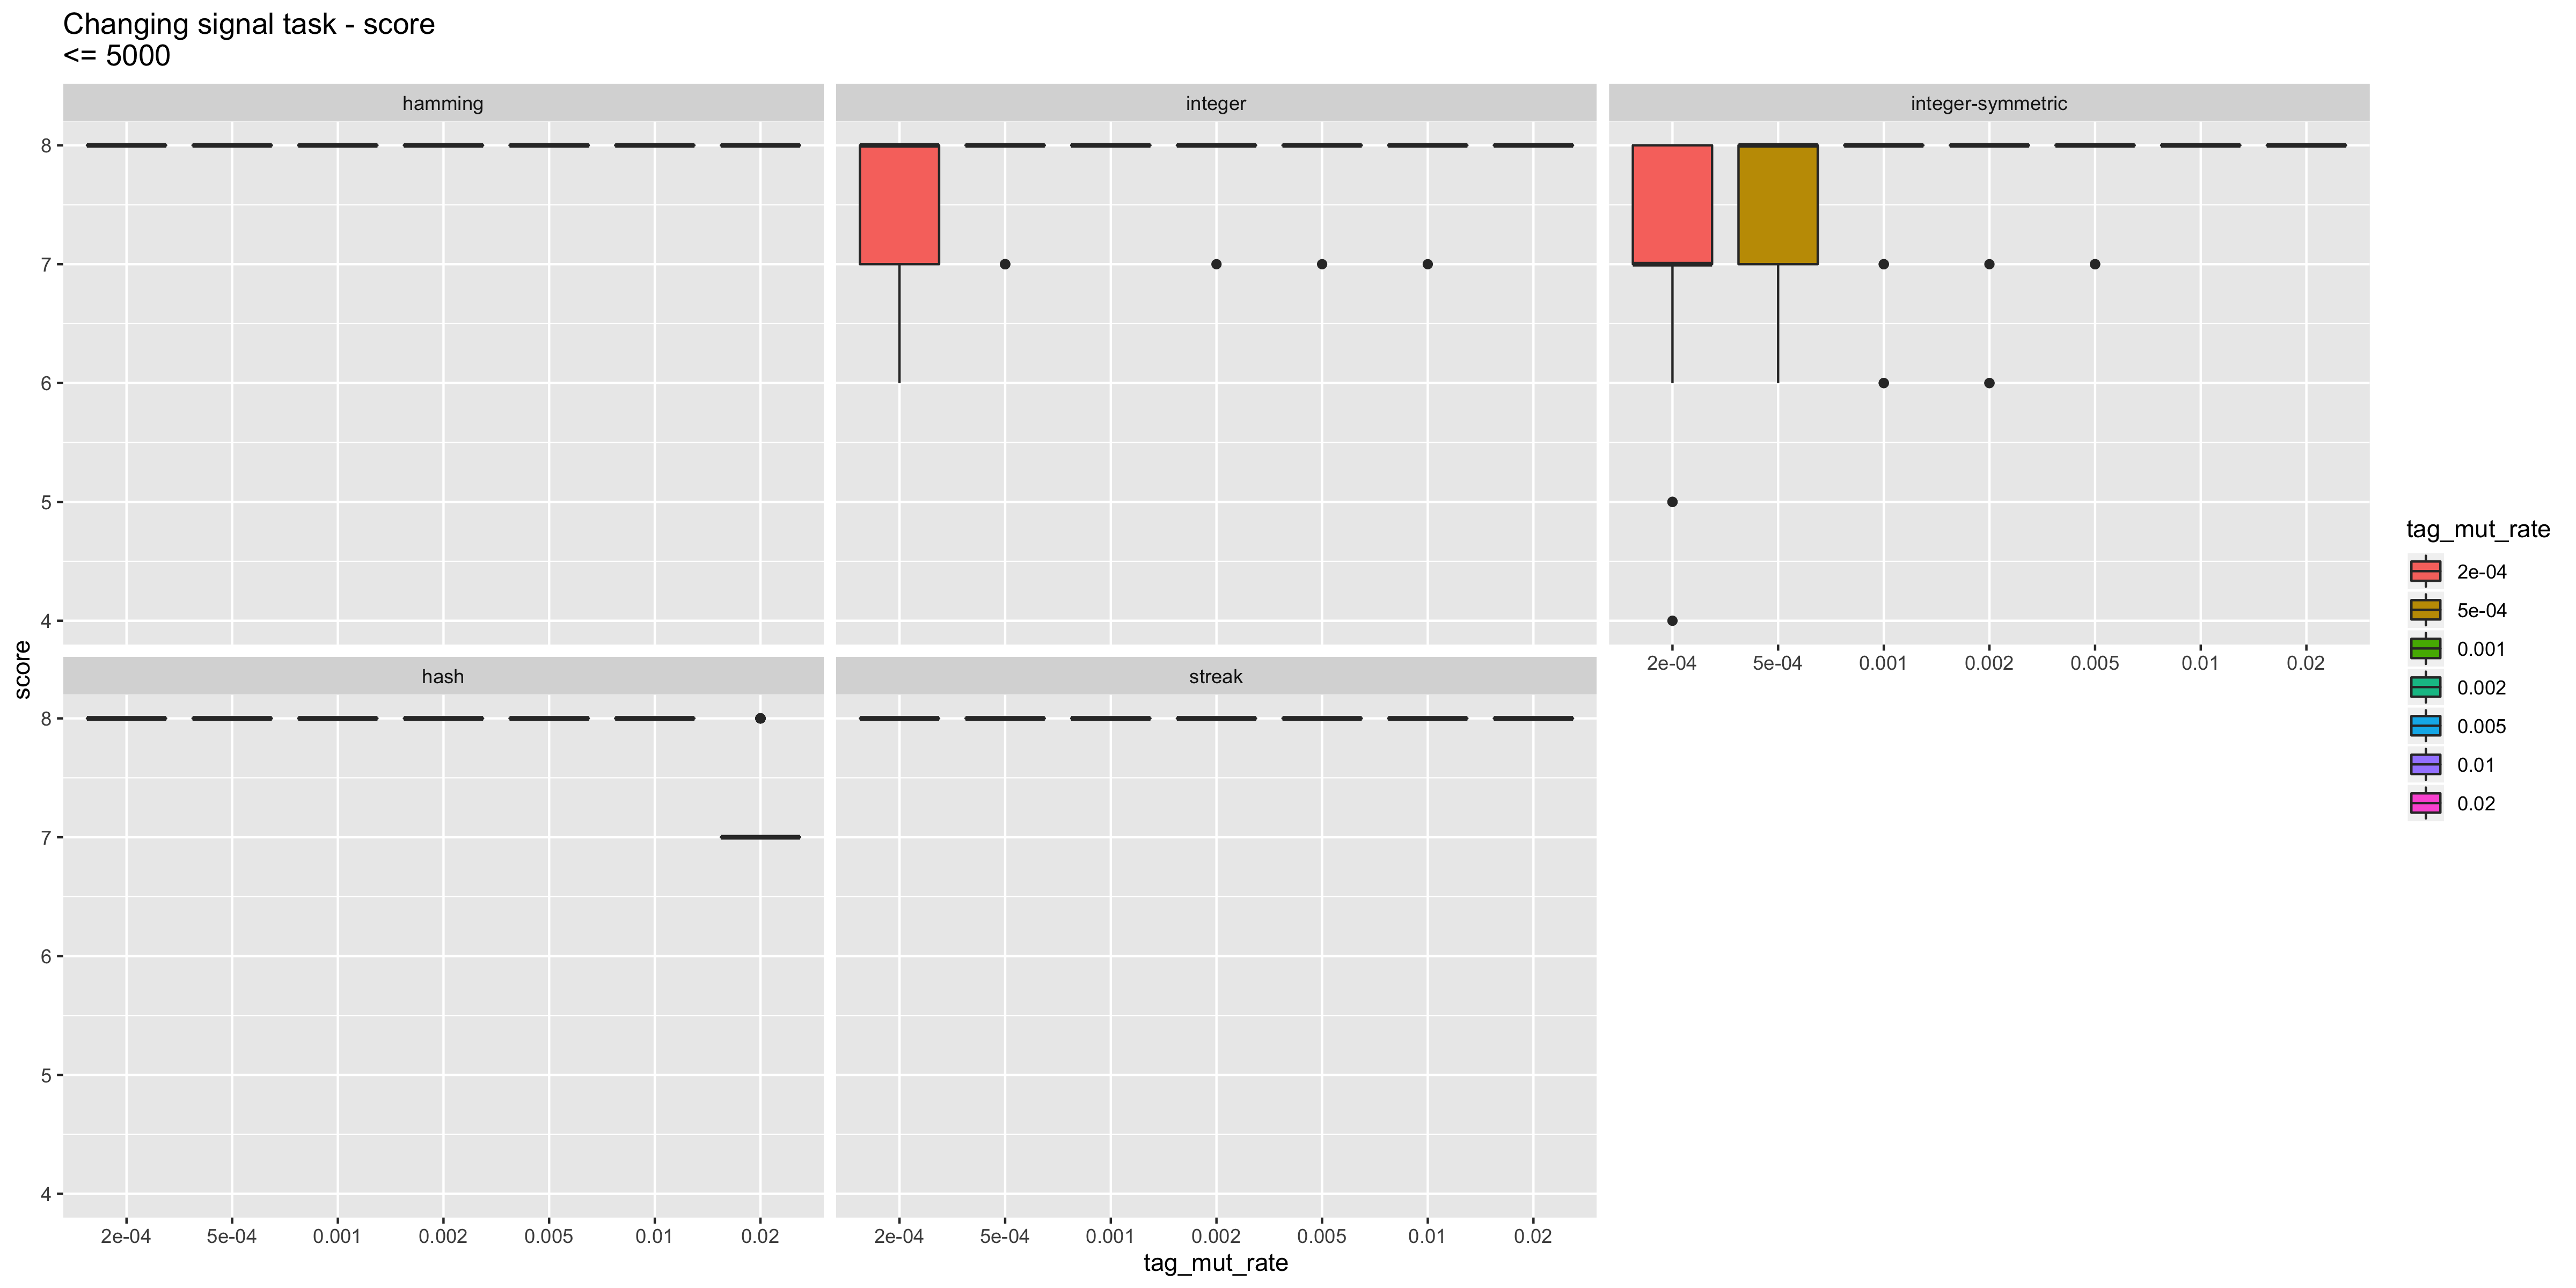 Changing signal task - score
<= 5000
hamming
integer
integer-symmetric
8
7
6
5
4
2e-04 5e-04 0.001 0.002 0.005 0.01 0.02
score
hash
streak
8
7
6
5
4
2e-04 5e-04 0.001 0.002 0.005 0.01 0.02
2e-04 5e-04 0.001 0.002 0.005 0.01 0.02
tag_mut_rate
tag_mut_rate
2e-04
5e-04
0.001
0.002
0.005
0.01
0.02